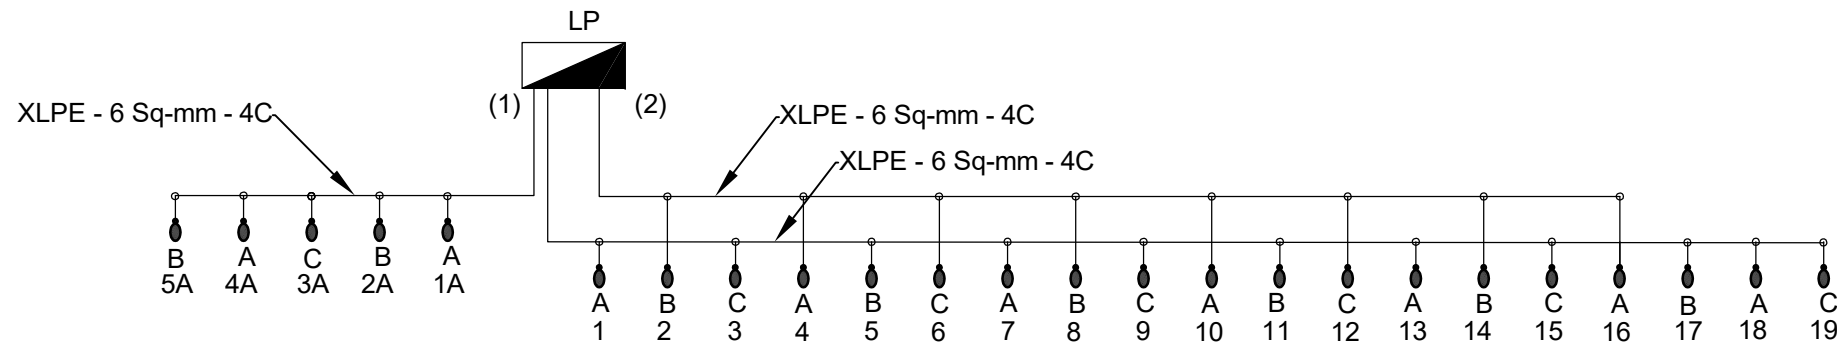 LP
(1)
(2)
XLPE - 6 Sq-mm - 4C
XLPE - 6 Sq-mm - 4C
XLPE - 6 Sq-mm - 4C
B A C B A
5A 4A 3A 2A 1A
A B C A B C A B C A B C A B C A B A C
1 2 3 4 5 6 7 8 9 10 11 12 13 14 15 16 17 18 19